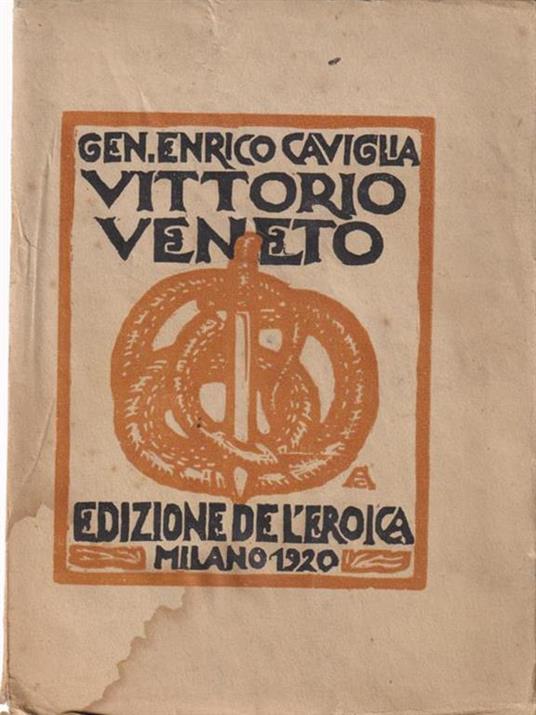 GEN. ENRICO CAVIGLIA
VITTORIO
VENETO
EDIZIONE DE L'EROICA
MILANO 1920